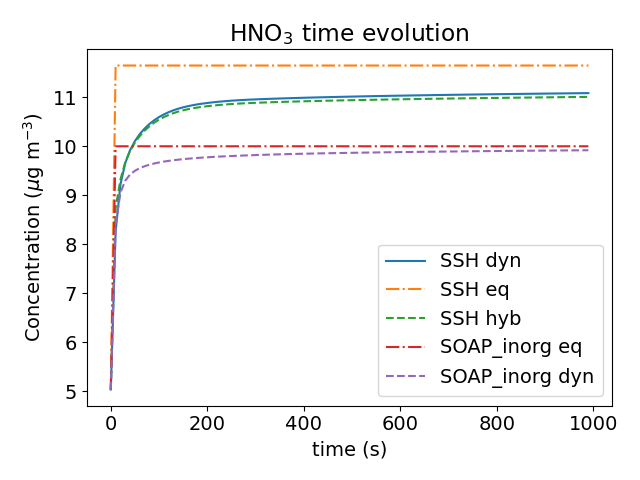 HNO₃ time evolution
Concentration (μg m⁻³)
11
10
9
8
7
6
5
SSH dyn
SSH eq
SSH hyb
SOAP_inorg eq
SOAP_inorg dyn
0 200 400 600 800 1000
time (s)